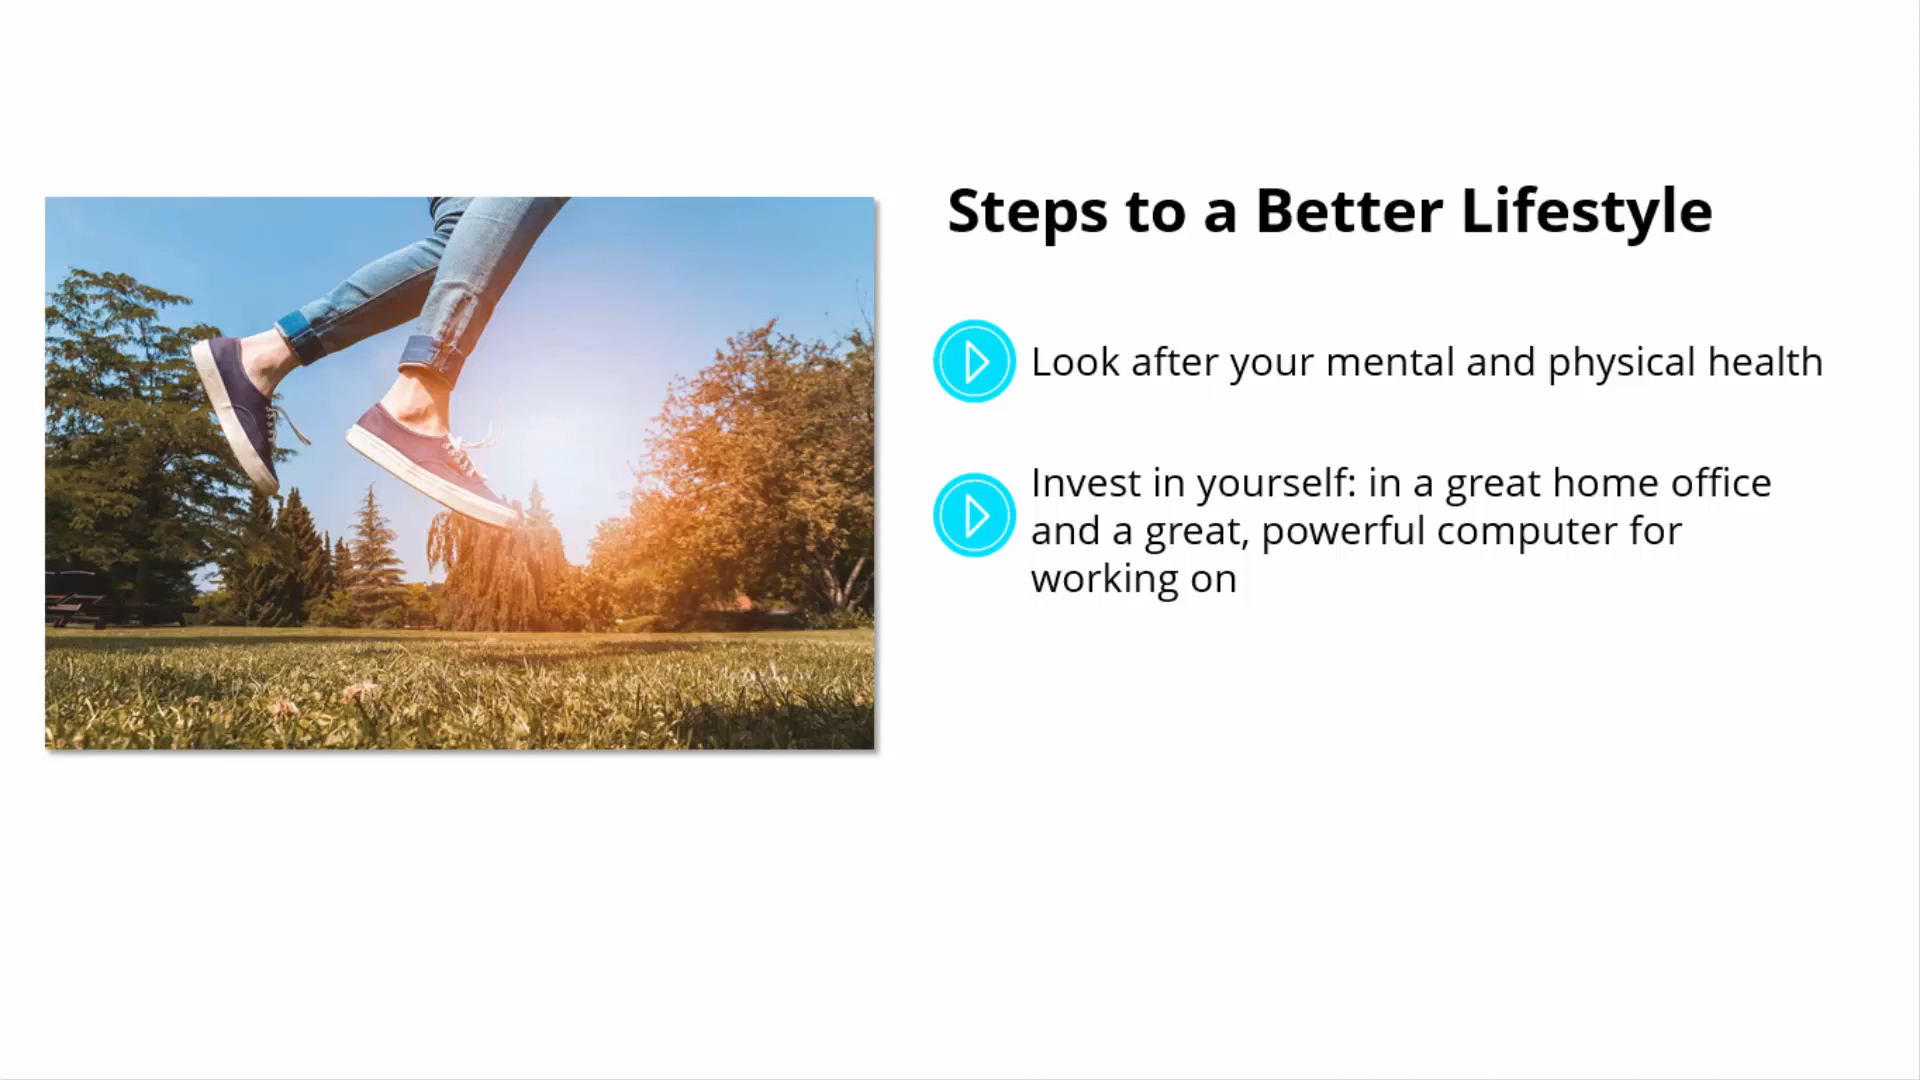 Steps to a Better Lifestyle
Look after your mental and physical health
Invest in yourself: in a great home office
and a great, powerful computer for
working on